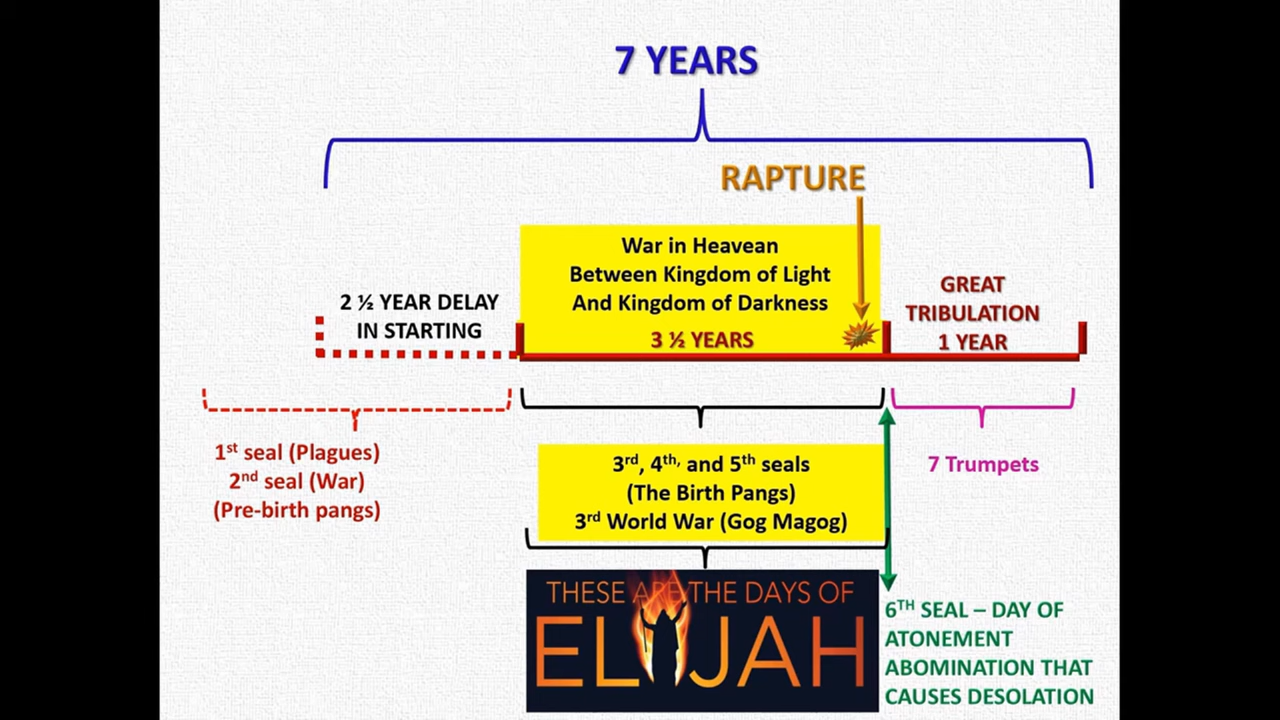 7 YEARS
RAPTURE
War in Heavean
Between Kingdom of Light
And Kingdom of Darkness
3 ½ YEARS
2 ½ YEAR DELAY
IN STARTING
GREAT
TRIBULATION
1 YEAR
1st seal (Plagues)
2nd seal (War)
(Pre-birth pangs)
3rd, 4th, and 5th seals
(The Birth Pangs)
3rd World War (Gog Magog)
7 Trumpets
THESE ARE THE DAYS OF
ELIJAH
6TH SEAL – DAY OF
ATONEMENT
ABOMINATION THAT
CAUSES DESOLATION